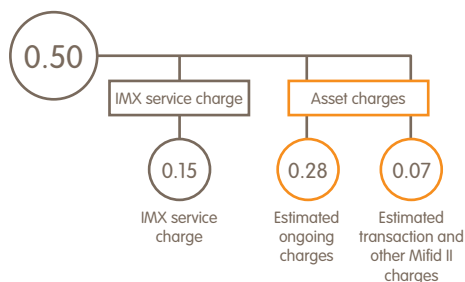 0.50
IMX service charge
Asset charges
0.15
0.28
0.07
IMX service
charge
Estimated
ongoing
charges
Estimated
transaction and
other Mifid II
charges